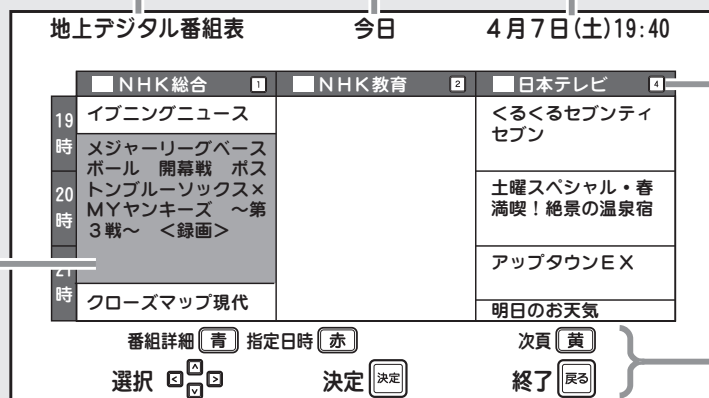 地上デジタル番組表 今日 4月7日(土)19:40
NHK総合 1 NHK教育 2 日本テレビ 4
19時
イブニングニュース
くるくるセブンティ
セブン
メジャーリーグベース
ボール 開幕戦 ポス
トンブルーソックス×
MYヤンキーズ ~第
3戦~ <録画>
20時
土曜スペシャル・春
満喫!絶景の温泉宿
21時
アップタウンEX
クローズマップ現代
明日のお天気
番組詳細 青 指定日時 赤 次頁 黄
選択 決定 決定 終了 戻る